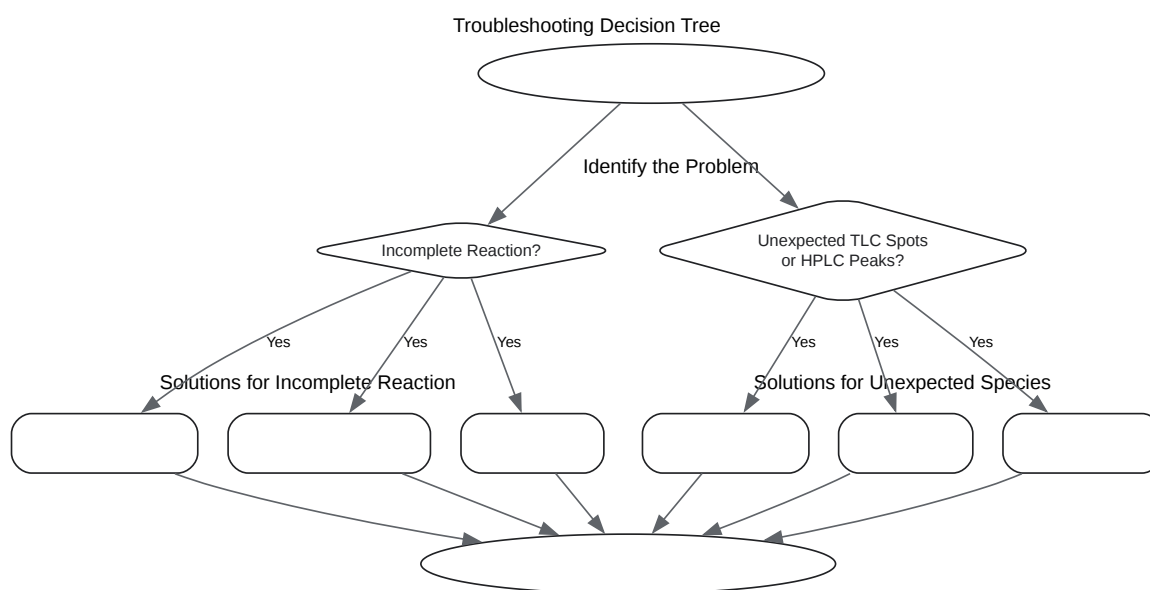 Troubleshooting Decision Tree
Identify the Problem
Incomplete Reaction?
Unexpected TLC Spots
or HPLC Peaks?
Yes
Yes
Yes
Yes
Yes
Yes
Solutions for Incomplete Reaction
Solutions for Unexpected Species